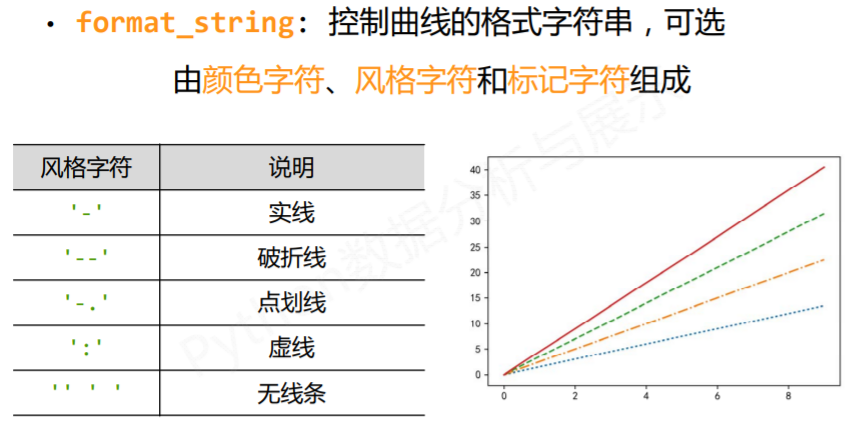 • format_string: 控制曲线的格式字符串，可选
由颜色字符、风格字符和标记字符组成
风格字符 说明
'-' 实线
'--' 破折线
'-.' 点划线
':' 虚线
'' ' ' 无线条
40
35
30
25
20
15
10
5
0
0 2 4 6 8
Python数据分析与展示